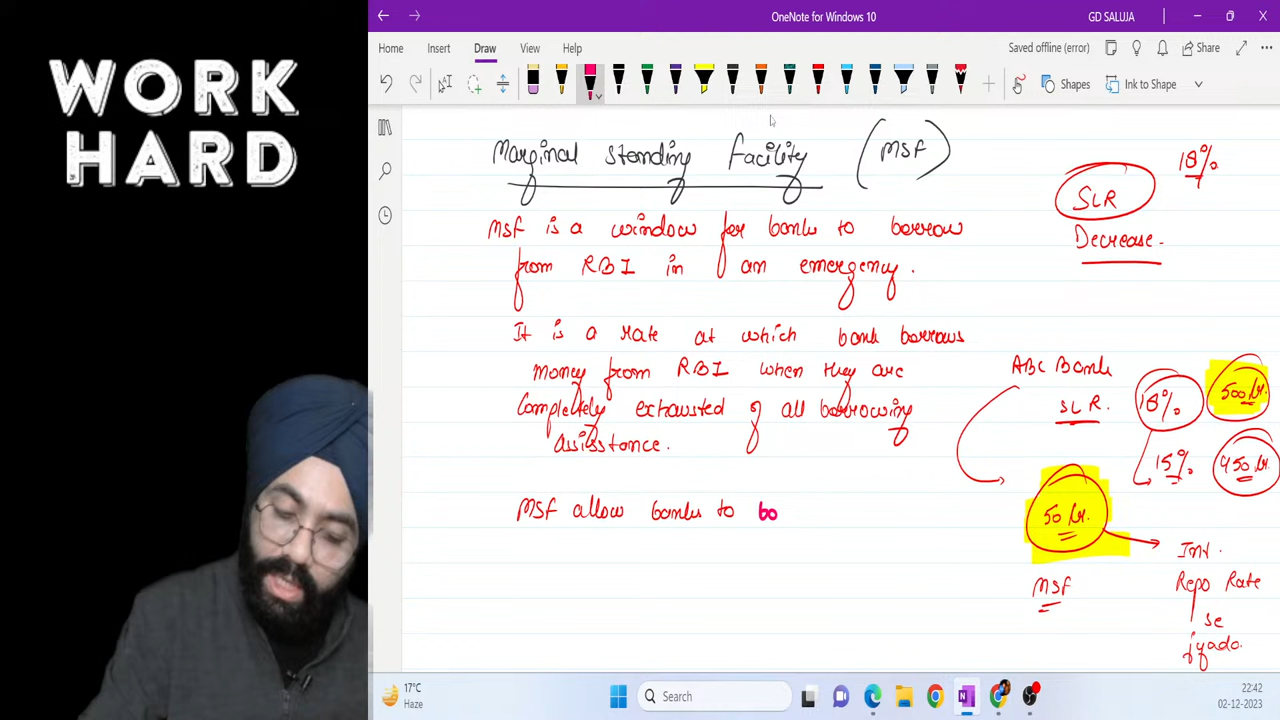 WORK
HARD
OneNote for Windows 10
GD SALUJA
Home Insert Draw View Help
Saved offline (error)
Share
Shapes
Ink to Shape
Marginal Standing Facility (MSF)
MSF is a window for banks to borrow
from RBI in an emergency.
It is a rate at which bank borrows
money from RBI when they are
completely exhausted of all borrowing
assisstance.
MSF allow banks to bo
18%
SLR
Decrease.
ABC Bank
SLR. 18% 500 kr.
15% 450 kr.
50 kr.
MSF
Int.
Repo Rate
se
jyada.
17°C
Haze
Search
22:42
02-12-2023